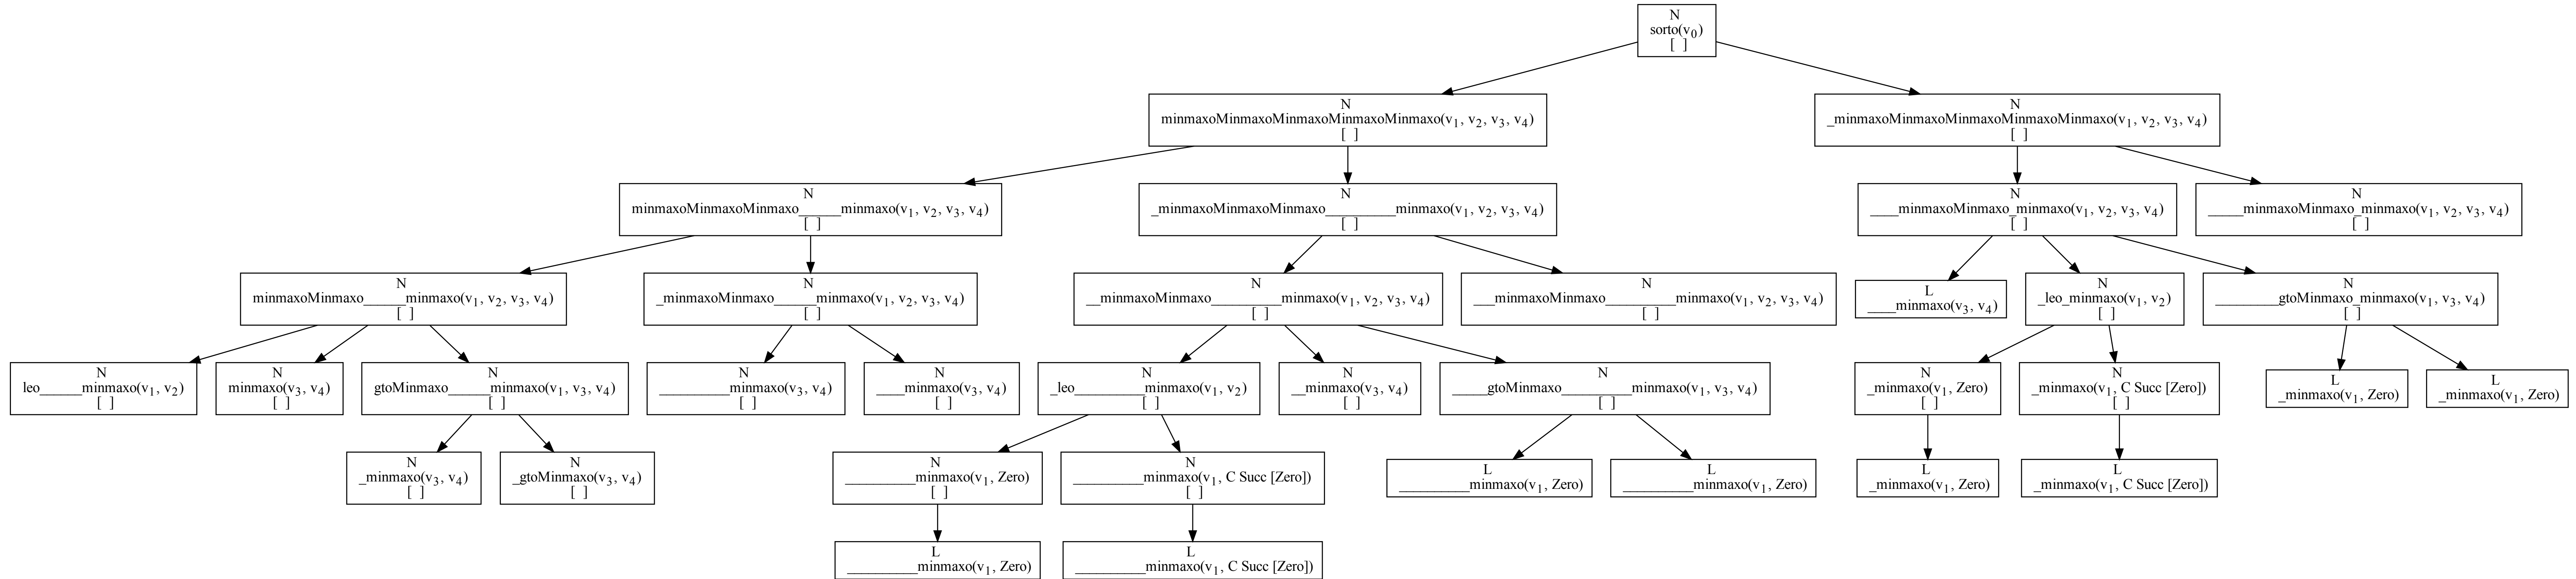 N
sorto(v₀)
[ ]
N
minmaxoMinmaxoMinmaxoMinmaxoMinmaxo(v₁, v₂, v₃, v₄)
[ ]
N
_minmaxoMinmaxoMinmaxoMinmaxoMinmaxo(v₁, v₂, v₃, v₄)
[ ]
N
minmaxoMinmaxoMinmaxo______minmaxo(v₁, v₂, v₃, v₄)
[ ]
N
_minmaxoMinmaxoMinmaxo__________minmaxo(v₁, v₂, v₃, v₄)
[ ]
N
____minmaxoMinmaxo_minmaxo(v₁, v₂, v₃, v₄)
[ ]
N
_____minmaxoMinmaxo_minmaxo(v₁, v₂, v₃, v₄)
[ ]
N
minmaxoMinmaxo______minmaxo(v₁, v₂, v₃, v₄)
[ ]
N
_minmaxoMinmaxo______minmaxo(v₁, v₂, v₃, v₄)
[ ]
N
__minmaxoMinmaxo__________minmaxo(v₁, v₂, v₃, v₄)
[ ]
N
___minmaxoMinmaxo__________minmaxo(v₁, v₂, v₃, v₄)
[ ]
L
____minmaxo(v₃, v₄)
N
_leo_minmaxo(v₁, v₂)
[ ]
N
_________gtoMinmaxo_minmaxo(v₁, v₃, v₄)
[ ]
N
leo______minmaxo(v₁, v₂)
[ ]
N
minmaxo(v₃, v₄)
[ ]
N
gtoMinmaxo______minmaxo(v₁, v₃, v₄)
[ ]
N
__________minmaxo(v₃, v₄)
[ ]
N
____minmaxo(v₃, v₄)
[ ]
N
_leo__________minmaxo(v₁, v₂)
[ ]
N
__minmaxo(v₃, v₄)
[ ]
N
_____gtoMinmaxo__________minmaxo(v₁, v₃, v₄)
[ ]
N
_minmaxo(v₁, Zero)
[ ]
N
_minmaxo(v₁, C Succ [Zero])
[ ]
L
_minmaxo(v₁, Zero)
L
_minmaxo(v₁, Zero)
N
_minmaxo(v₃, v₄)
[ ]
N
_gtoMinmaxo(v₃, v₄)
[ ]
N
__________minmaxo(v₁, Zero)
[ ]
N
__________minmaxo(v₁, C Succ [Zero])
[ ]
L
__________minmaxo(v₁, Zero)
L
__________minmaxo(v₁, Zero)
L
_minmaxo(v₁, Zero)
L
_minmaxo(v₁, C Succ [Zero])
L
__________minmaxo(v₁, Zero)
L
__________minmaxo(v₁, C Succ [Zero])